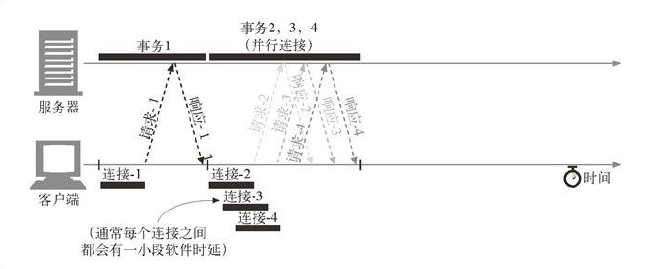 事务1
事务2，3，4
（并行连接）
服务器
请求-1
响应-1
请求-2
请求-3
请求-4
响应-3
响应-4
连接-1
连接-2
连接-3
连接-4
客户端
时间
（通常每个连接之间
都会有一小段软件时延）